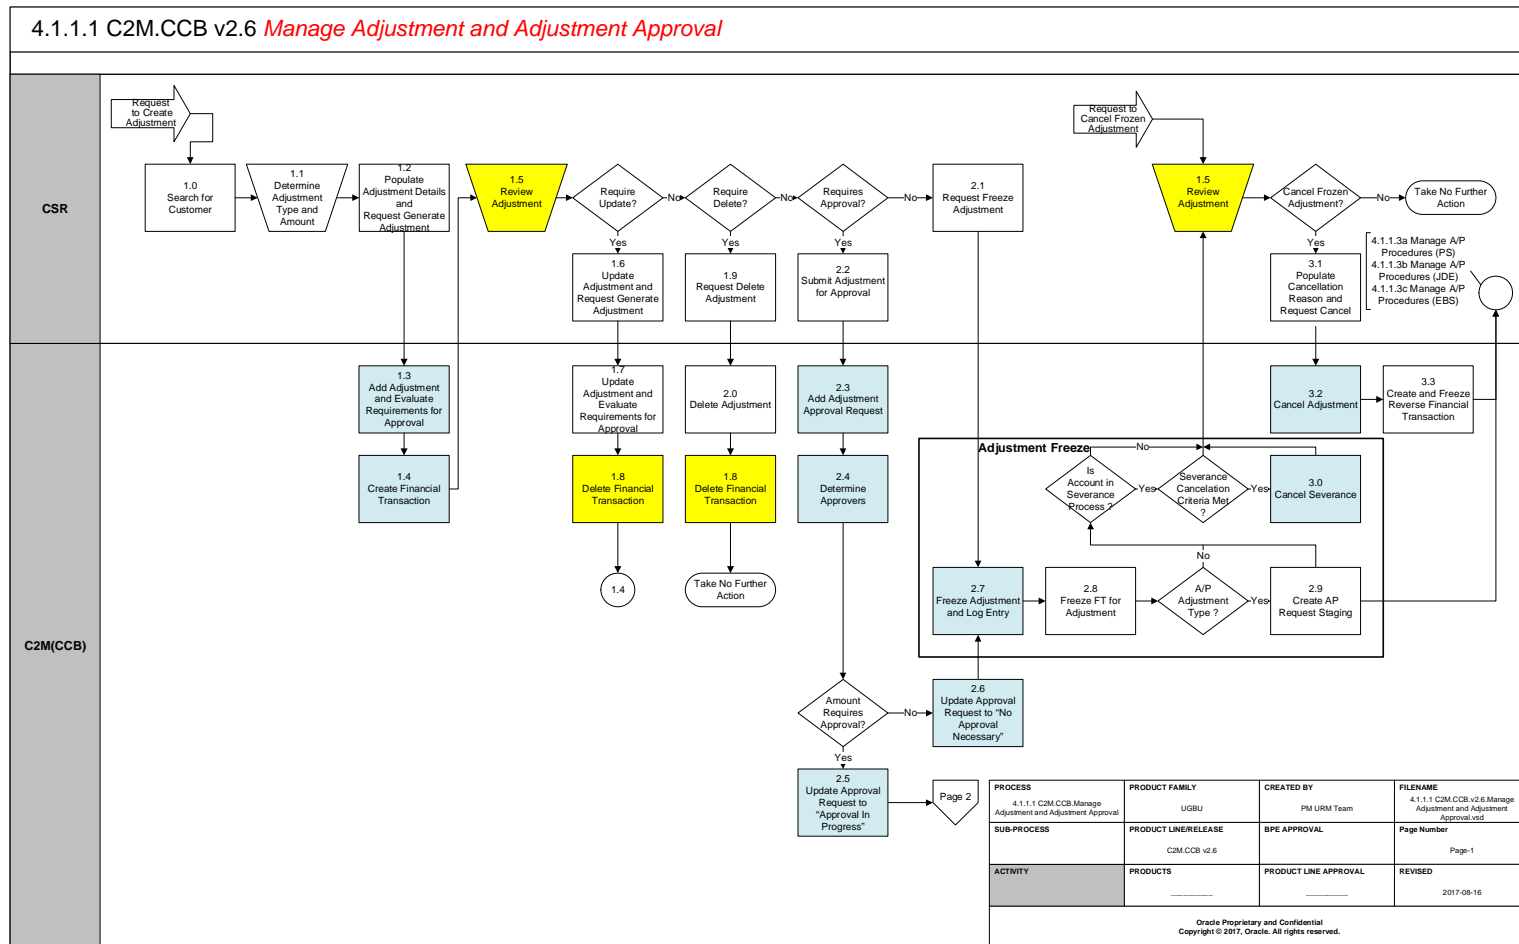 4.1.1.1 C2M.CCB v2.6 Manage Adjustment and Adjustment Approval
CSR
Request
to Create
Adjustment
1.0
Search for
Customer
1.1
Determine
Adjustment
Type and
Amount
1.2
Populate
Adjustment Details
and
Request Generate
Adjustment
1.5
Review
Adjustment
Require
Update?
No
Yes
Require
Delete?
No
Yes
Requires
Approval?
No
Yes
2.1
Request Freeze
Adjustment
1.6
Update
Adjustment and
Request Generate
Adjustment
1.9
Request Delete
Adjustment
2.2
Submit Adjustment
for Approval
Request to
Cancel Frozen
Adjustment
1.5
Review
Adjustment
Cancel Frozen
Adjustment?
No
Yes
Take No Further
Action
3.1
Populate
Cancellation
Reason and
Request Cancel
4.1.1.3a Manage A/P
Procedures (PS)
4.1.1.3b Manage A/P
Procedures (JDE)
4.1.1.3c Manage A/P
Procedures (EBS)
C2M(CCB)
1.3
Add Adjustment
and Evaluate
Requirements for
Approval
1.4
Create Financial
Transaction
1.7
Update
Adjustment and
Evaluate
Requirements for
Approval
1.8
Delete Financial
Transaction
1.4
2.0
Delete Adjustment
1.8
Delete Financial
Transaction
Take No Further
Action
2.3
Add Adjustment
Approval Request
2.4
Determine
Approvers
3.2
Cancel Adjustment
3.3
Create and Freeze
Reverse Financial
Transaction
Adjustment Freeze
No
Is
Account in
Severance
Process ?
Yes
Severance
Cancelation
Criteria Met
?
Yes
3.0
Cancel Severance
2.7
Freeze Adjustment
and Log Entry
2.8
Freeze FT for
Adjustment
No
A/P
Adjustment
Type ?
Yes
2.9
Create AP
Request Staging
Amount
Requires
Approval?
No
Yes
2.6
Update Approval
Request to “No
Approval
Necessary”
2.5
Update Approval
Request to
“Approval In
Progress”
Page 2
PROCESS
4.1.1.1 C2M.CCB.Manage
Adjustment and Adjustment Approval
PRODUCT FAMILY
UGBU
CREATED BY
PM URM Team
FILENAME
4.1.1.1 C2M.CCB.v2.6.Manage
Adjustment and Adjustment
Approval.vsd
SUB-PROCESS
PRODUCT LINE/RELEASE
C2M.CCB v2.6
BPE APPROVAL
Page Number
Page-1
ACTIVITY
PRODUCTS
PRODUCT LINE APPROVAL
REVISED
2017-08-16
Oracle Proprietary and Confidential
Copyright © 2017, Oracle. All rights reserved.